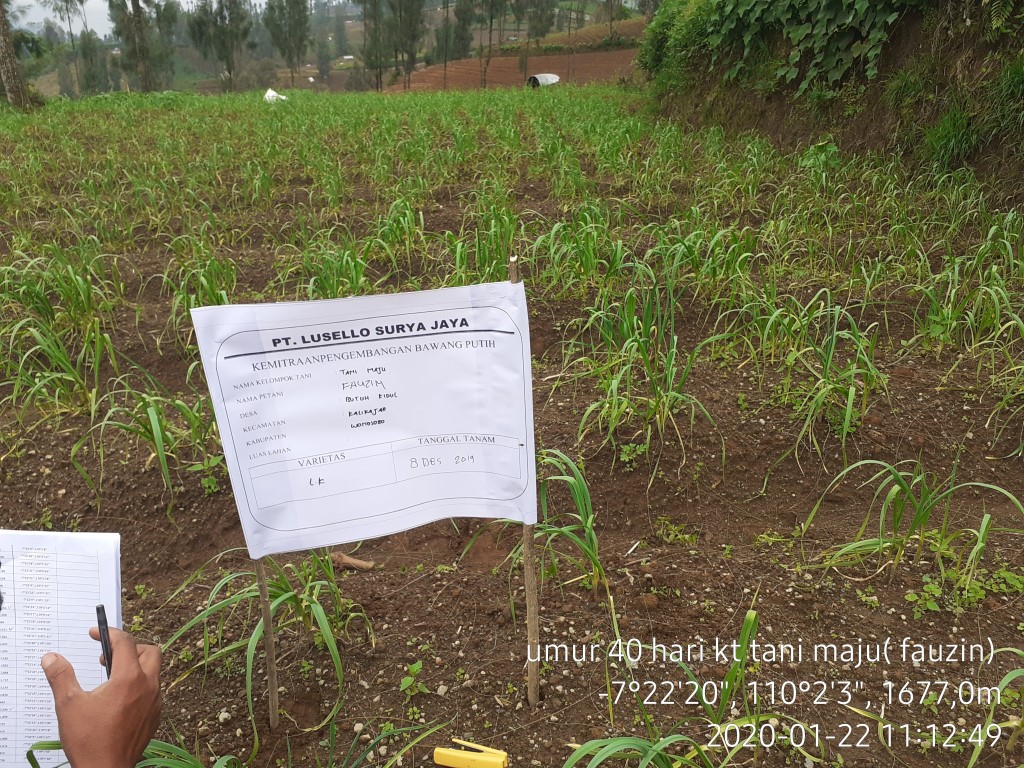 PT. LUSELLO SURYA JAYA
KEMITRAANPENGEMBANGAN BAWANG PUTIH
NAMA KELOMPOK TANI TANI MAJU
NAMA PETANI FAUZIM
DESA BUTUH KIDUL
KECAMATAN KALIKAJAR
KABUPATEN WONOSOBO
LUAS LAHAN
VARIETAS TANGGAL TANAM
L.K 8 DES 2019
umur 40 hari kt tani maju( fauzin)
-7°22'20", 110°2'3", 1677,0m
2020-01-22 11:12:49